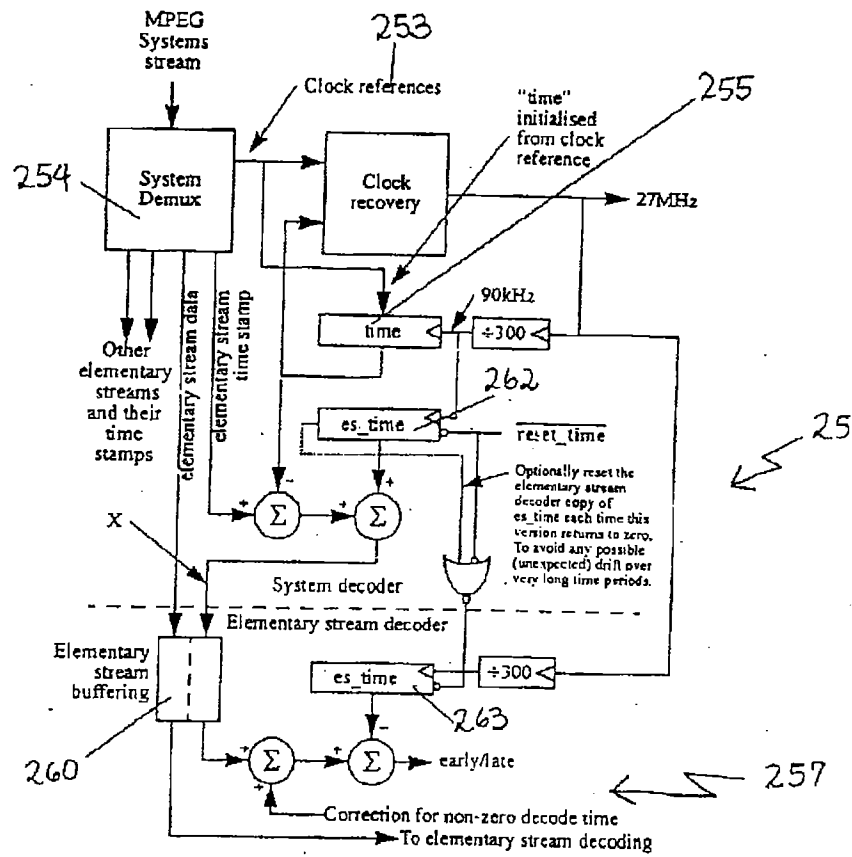 MPEG
Systems
stream
253
Clock references
"time"
initialised
from clock
reference
255
254
System
Demux
Clock
recovery
27MHz
90kHz
time
÷300
Other
elementary
streams
and their
time
stamps
elementary stream data
elementary stream
time stamp
262
es_time
reset_time
25
Optionally reset the
elementary stream
decoder copy of
es_time each time this
version returns to zero.
To avoid any possible
(unexpected) drift over
very long time periods.
- +
+ Σ + Σ
X
System decoder
Elementary stream decoder
Elementary
stream
buffering
es_time
÷300
263
260
-
+ Σ + Σ early/late
+
257
Correction for non-zero decode time
To elementary stream decoding